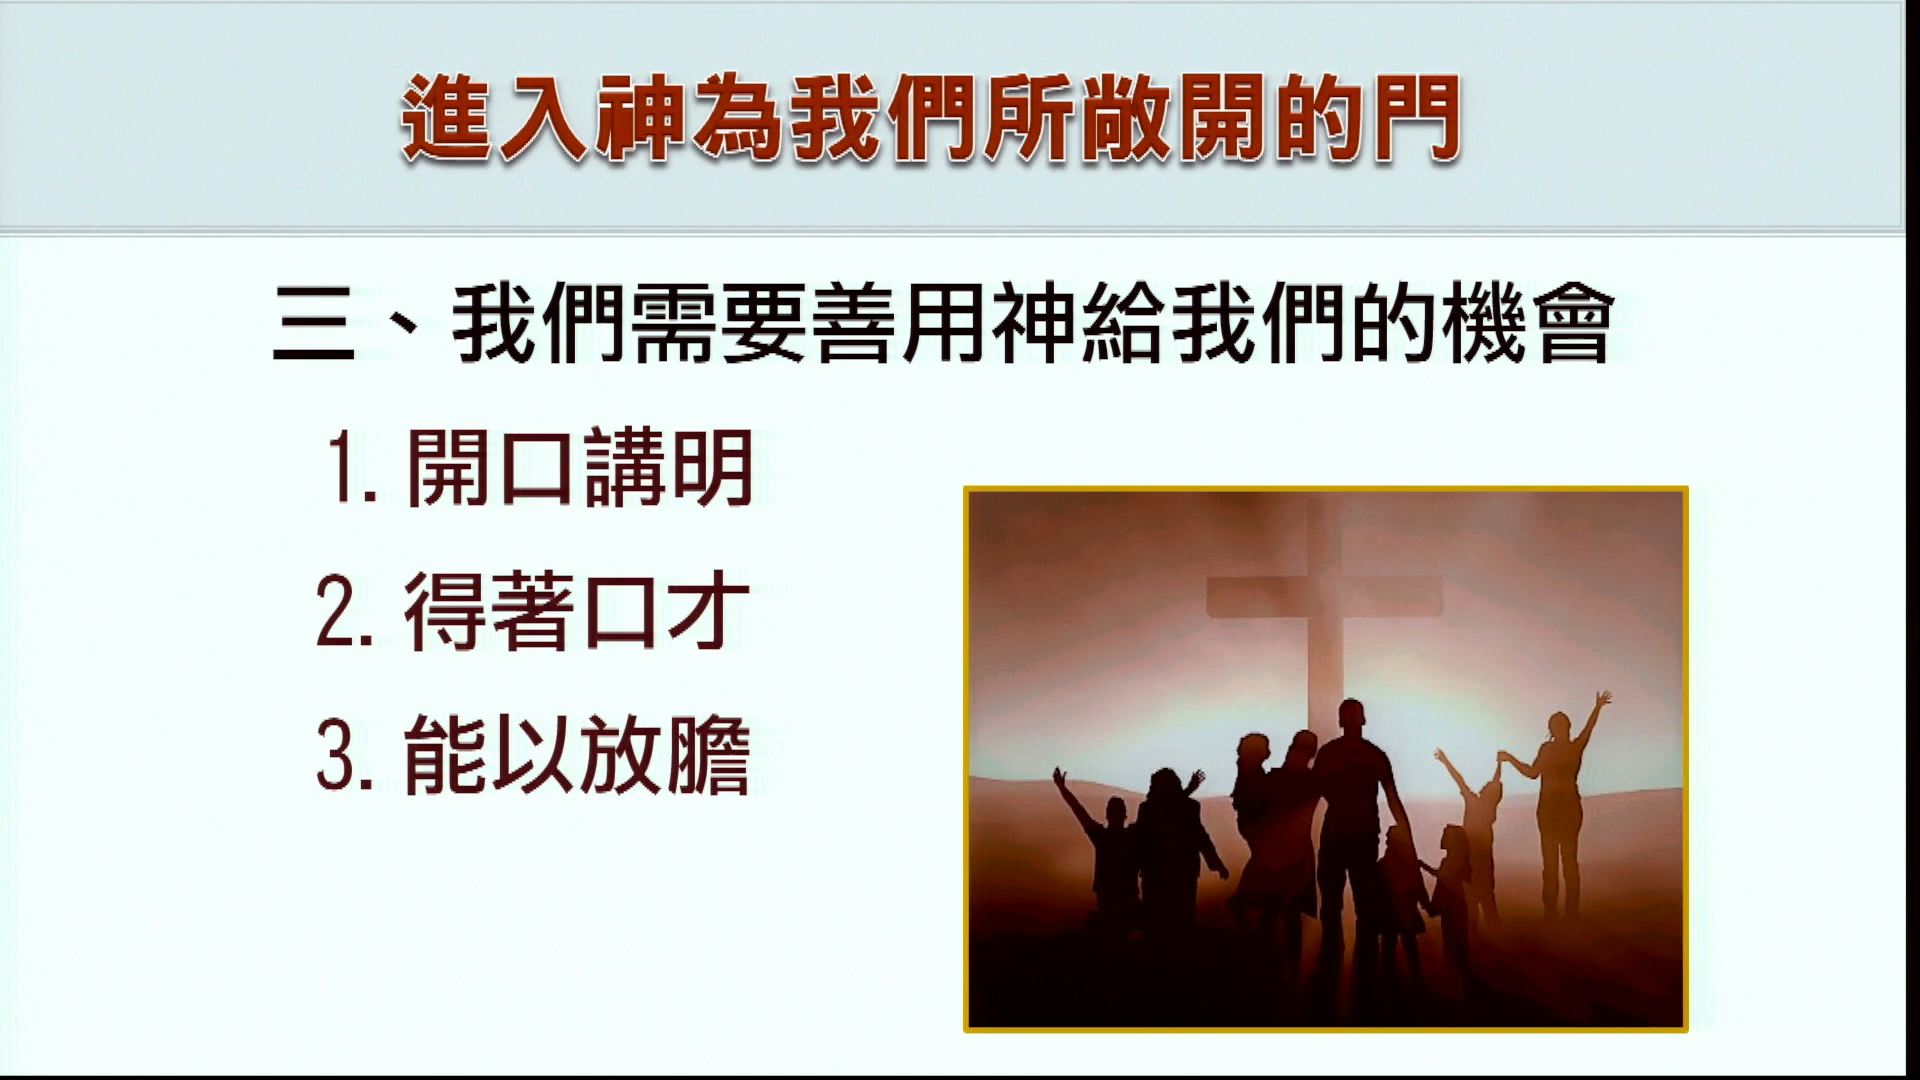 進入神為我們所敞開的門
三、我們需要善用神給我們的機會
1. 開口講明
2. 得著口才
3. 能以放膽